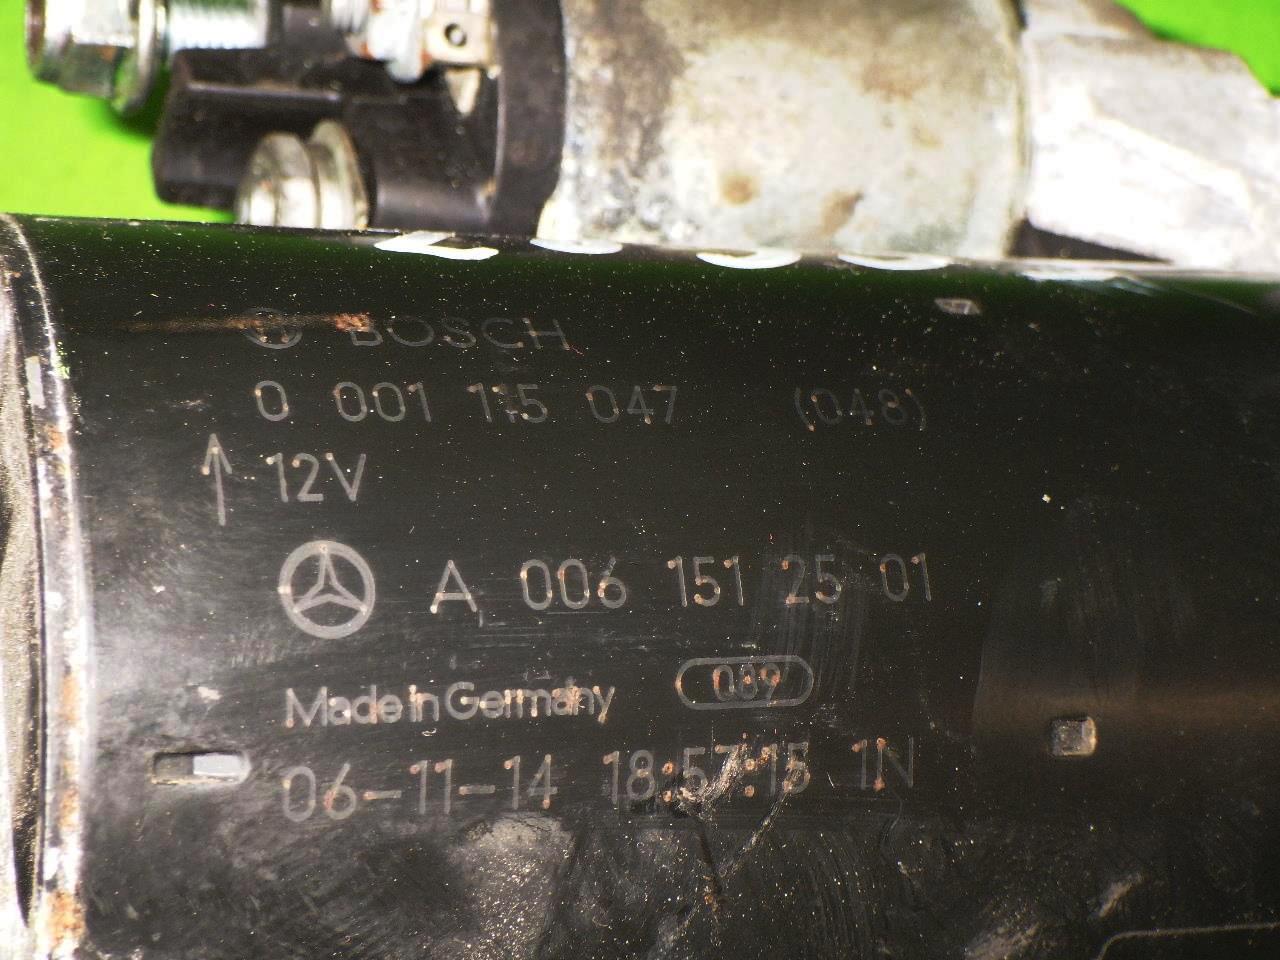 BOSCH
0 001 115 047 (048)
12V
A 006 151 25 01
Made in Germany 089
06-11-14 18:57:15 1N